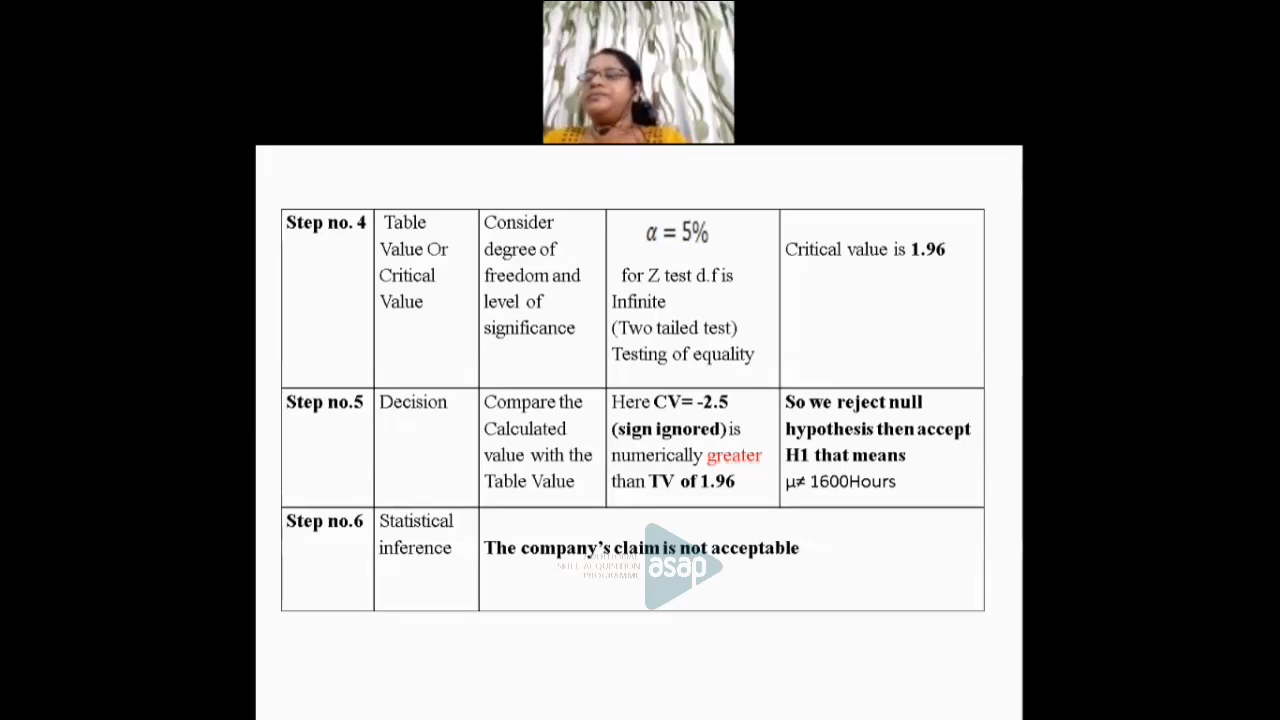 Step no. 4
Table
Value Or
Critical
Value
Consider
degree of
freedom and
level of
significance
α = 5%
for Z test d.f is
Infinite
(Two tailed test)
Testing of equality
Critical value is 1.96
Step no.5
Decision
Compare the
Calculated
value with the
Table Value
Here CV= -2.5
(sign ignored) is
numerically greater
than TV of 1.96
So we reject null
hypothesis then accept
H1 that means
μ≠ 1600Hours
Step no.6
Statistical
inference
The company's claim is not acceptable
ADDITIONAL
SKILL ACQUISITION
PROGRAMME
asap